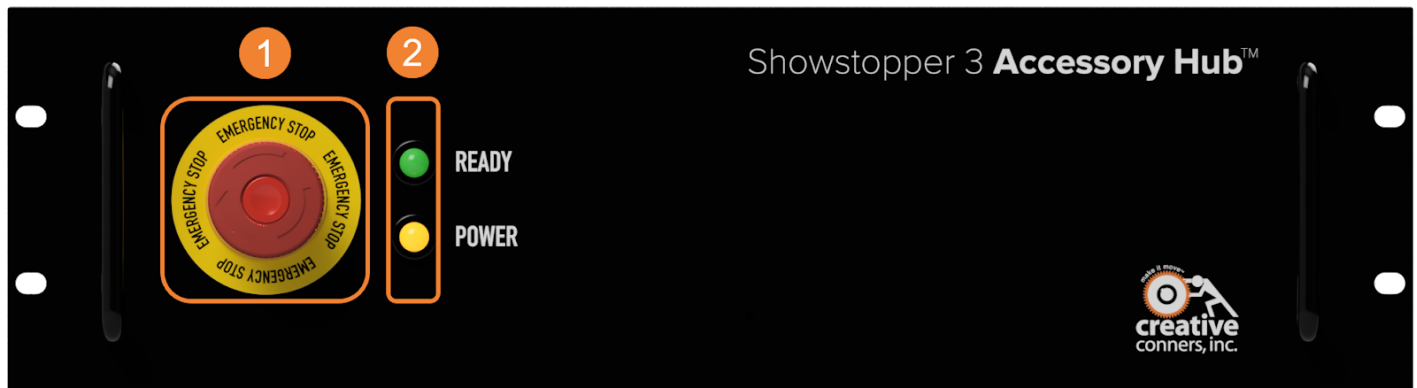 1
2
Showstopper 3 Accessory Hub™
EMERGENCY STOP
EMERGENCY STOP
EMERGENCY STOP
EMERGENCY STOP
EMERGENCY STOP
READY
POWER
make it move™
creative
conners, inc.